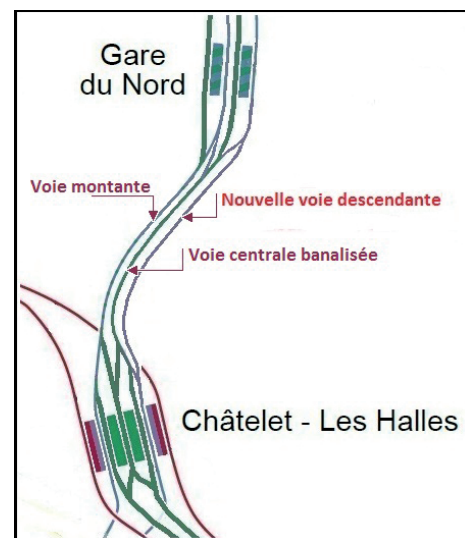 Gare
du Nord
Voie montante
Nouvelle voie descendante
Voie centrale banalisée
Châtelet - Les Halles